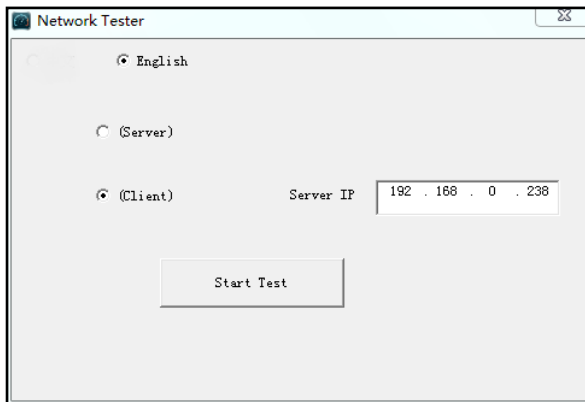 Network Tester
English
(Server)
(Client) Server IP 192 . 168 . 0 . 238
Start Test